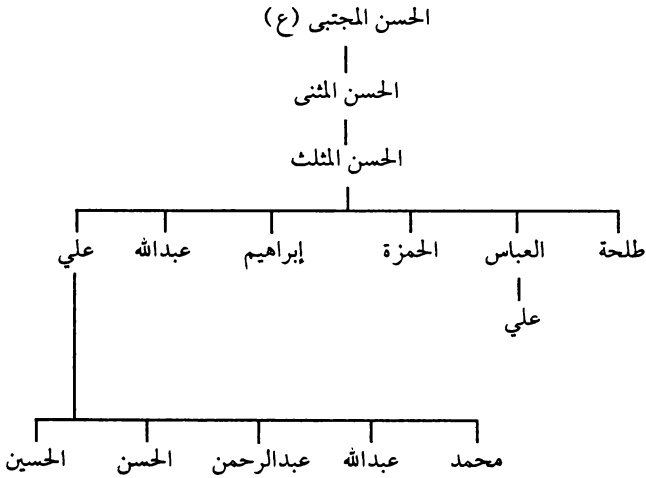 الحسن المجتبى (ع)
الحسن المثنى
الحسن المثلث
طلحة العباس الحمزة إبراهيم عبدالله علي
علي
محمد عبدالله عبدالرحمن الحسن الحسين